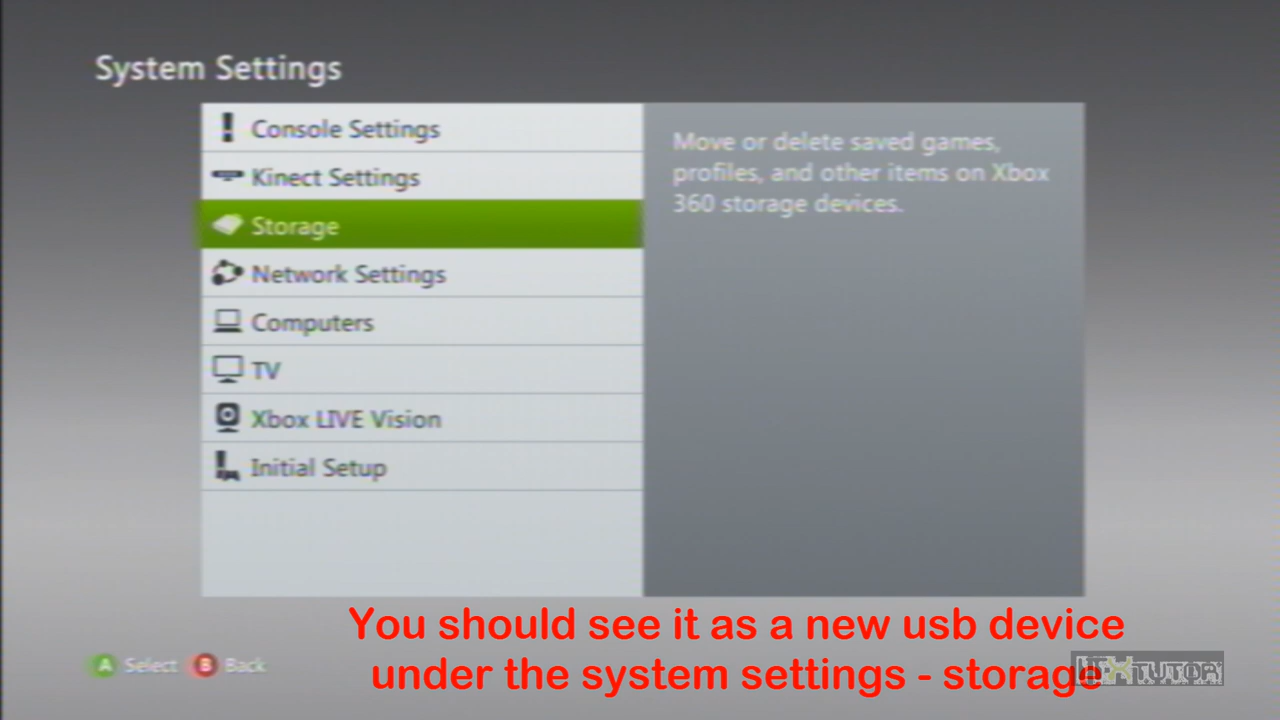 System Settings
Console Settings
Kinect Settings
Storage
Network Settings
Computers
TV
Xbox LIVE Vision
Initial Setup
Move or delete saved games,
profiles, and other items on Xbox
360 storage devices.
You should see it as a new usb device
under the system settings - storage
A Select B Back